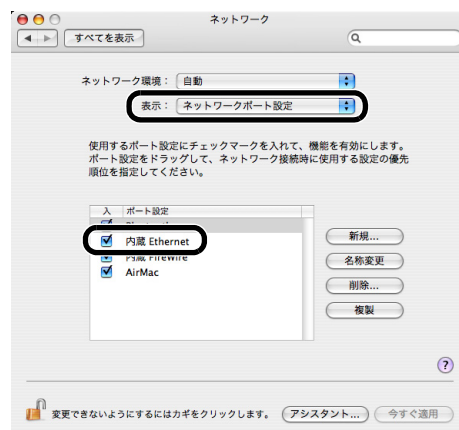 ネットワーク
すべてを表示
ネットワーク環境： 自動
表示： ネットワークポート設定
使用するポート設定にチェックマークを入れて、機能を有効にします。
ポート設定をドラッグして、ネットワーク接続時に使用する設定の優先
順位を指定してください。
入 ポート設定
内蔵 Ethernet
内蔵 FireWire
AirMac
新規...
名称変更
削除...
複製
?
変更できないようにするにはカギをクリックします。
アシスタント...
今すぐ適用